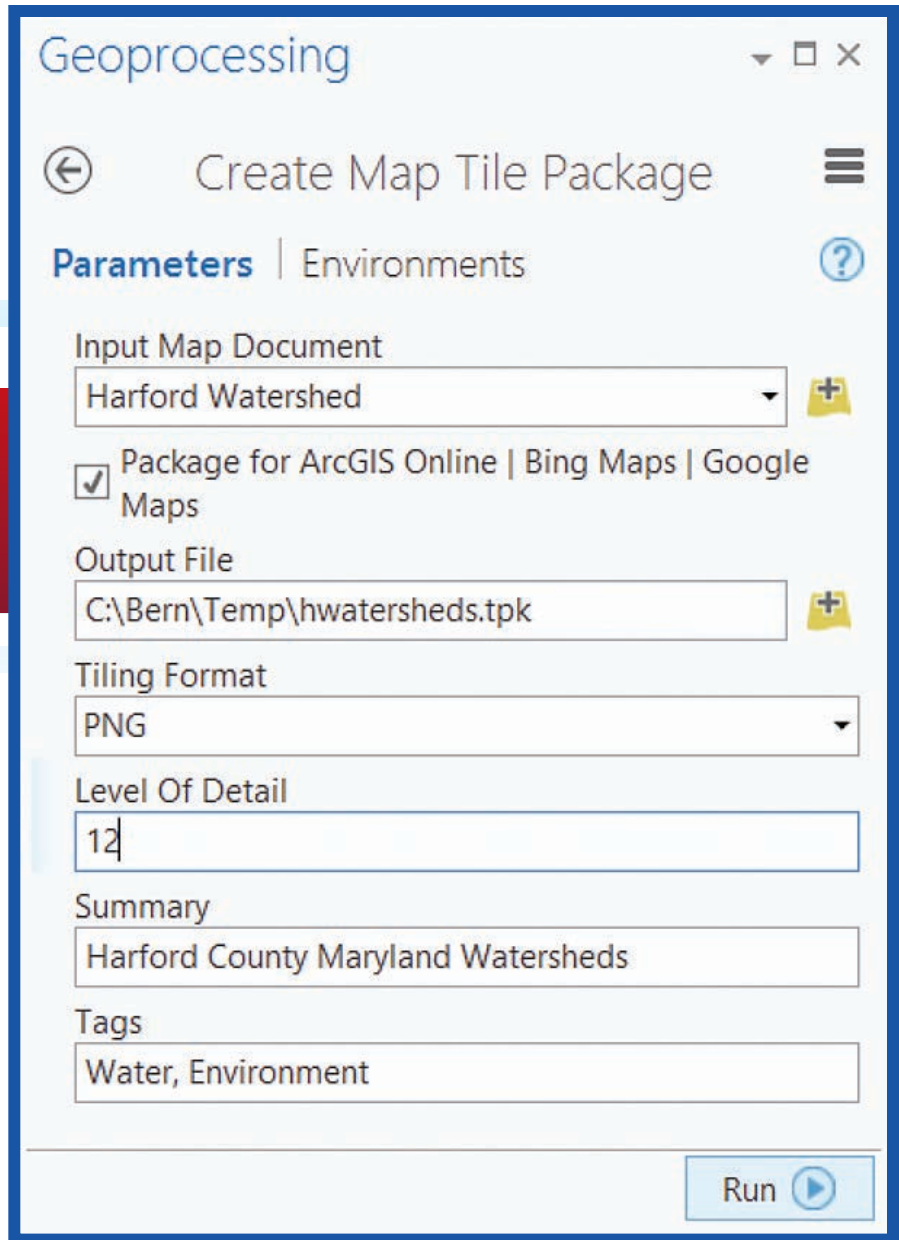 Geoprocessing
Create Map Tile Package
Parameters | Environments
?
Input Map Document
Harford Watershed
Package for ArcGIS Online | Bing Maps | Google
Maps
Output File
C:\Bern\Temp\hwatersheds.tpk
Tiling Format
PNG
Level Of Detail
12
Summary
Harford County Maryland Watersheds
Tags
Water, Environment
Run